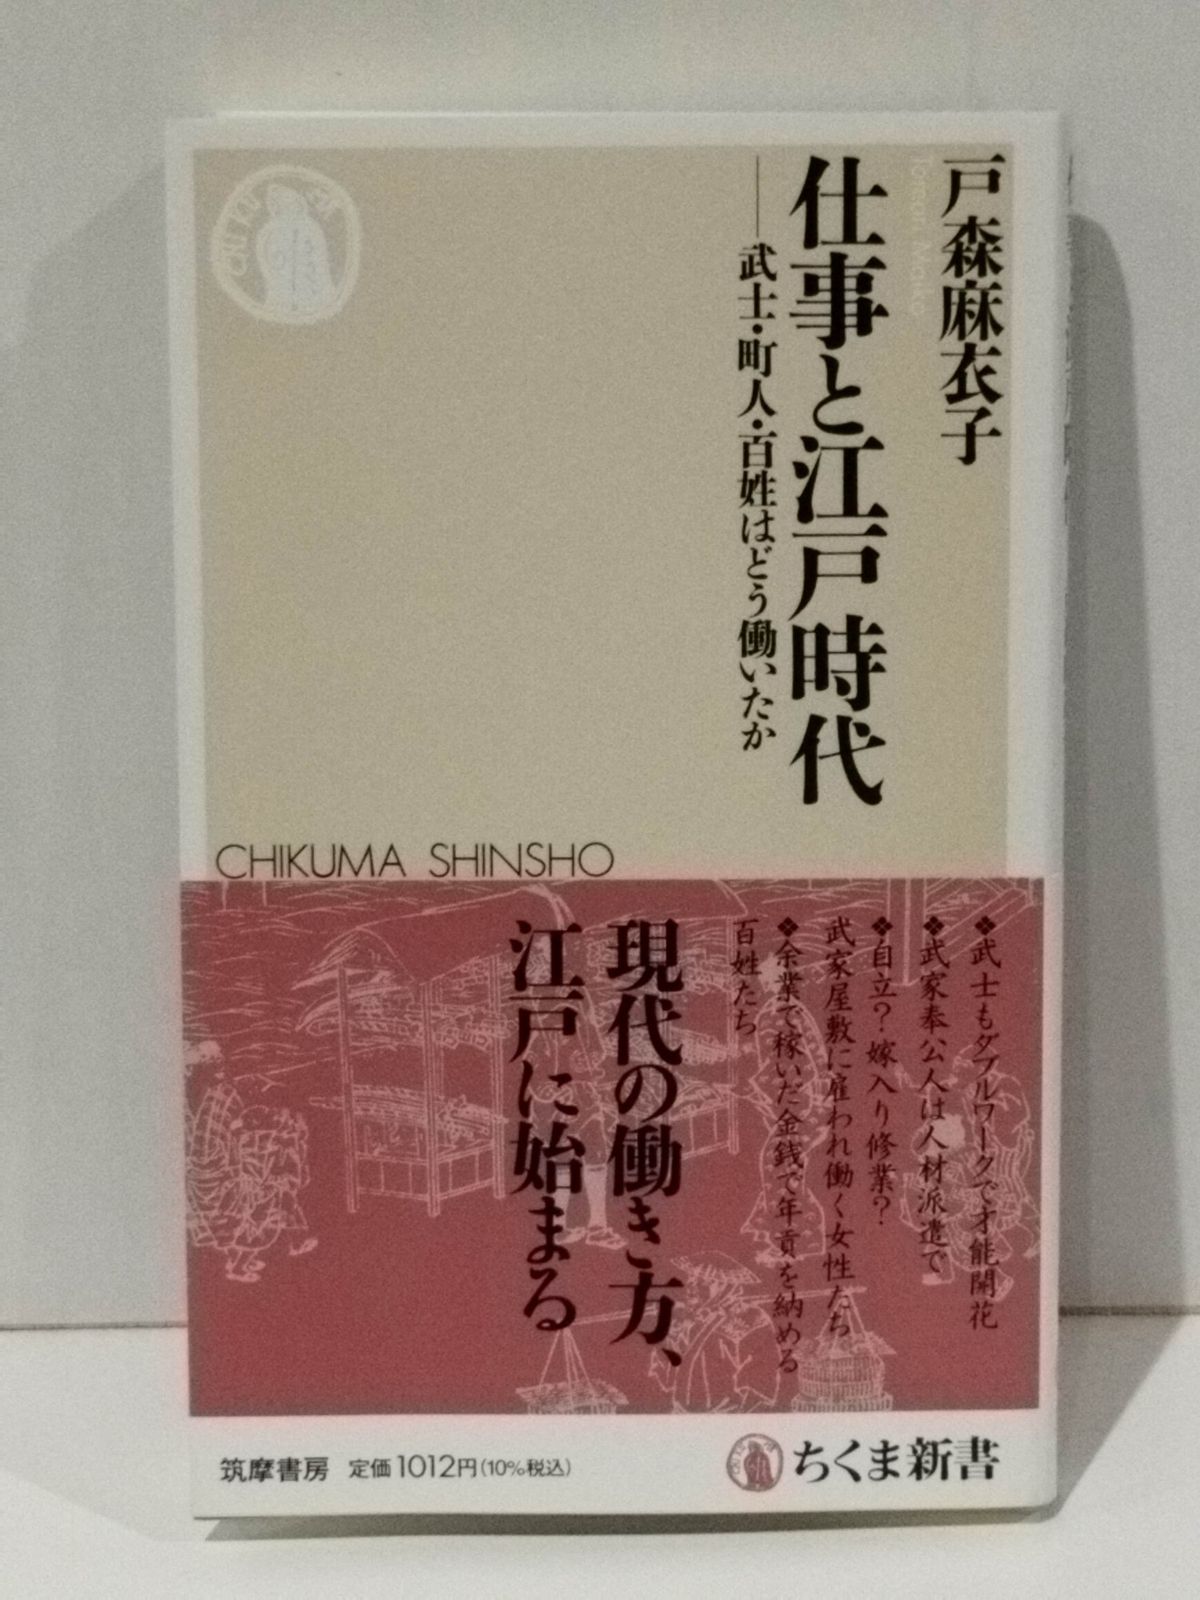 戸森麻衣子
Tomori Maiko
仕事と江戸時代
――武士・町人・百姓はどう働いたか
CHIKUMA SHINSHO
❖武士もダブルワークで才能開花
❖武家奉公人は人材派遣で
❖自立？嫁入り修業？
武家屋敷に雇われ働く女性たち
❖余業で稼いだ金銭で年貢を納める
百姓たち
現代の働き方、
江戸に始まる
筑摩書房 定価1012円(10%税込)
ちくま新書